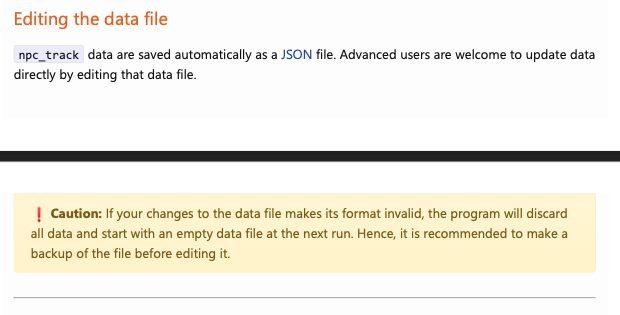 Editing the data file
npc_track data are saved automatically as a JSON file. Advanced users are welcome to update data
directly by editing that data file.
❗ Caution: If your changes to the data file makes its format invalid, the program will discard
all data and start with an empty data file at the next run. Hence, it is recommended to make a
backup of the file before editing it.